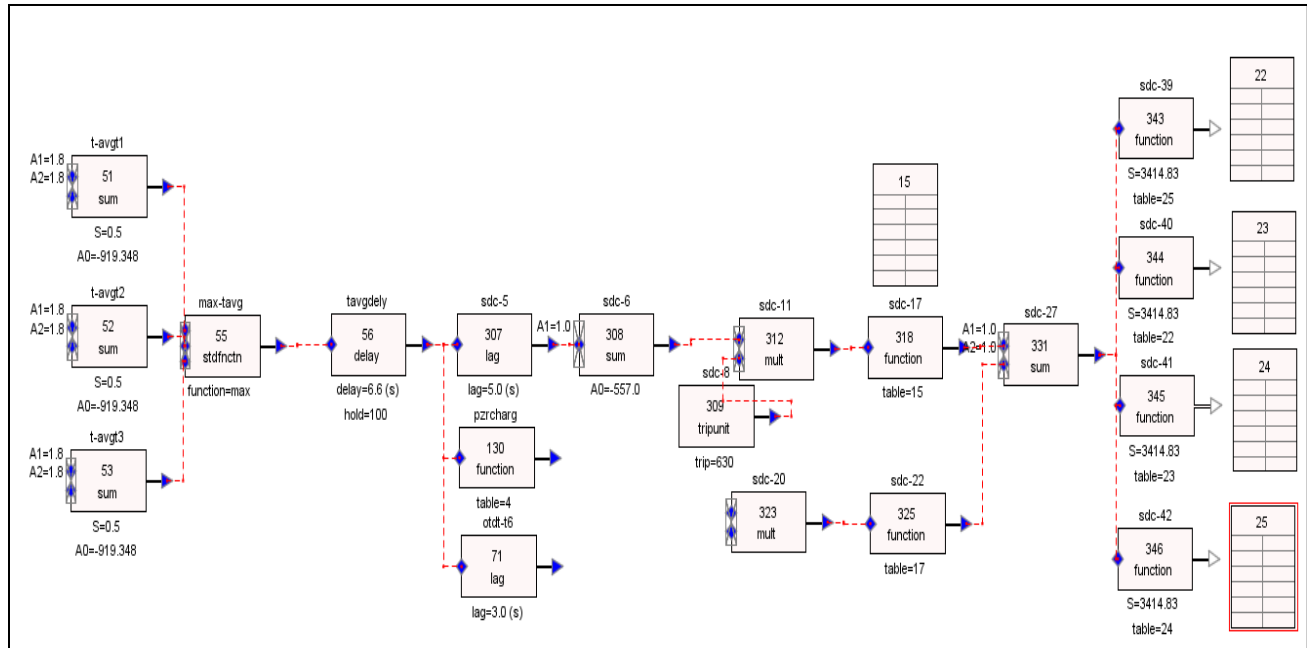 t-avgt1
A1=1.8
A2=1.8
51
sum
S=0.5
A0=-919.348
t-avgt2
A1=1.8
A2=1.8
52
sum
S=0.5
A0=-919.348
t-avgt3
A1=1.8
A2=1.8
53
sum
S=0.5
A0=-919.348
max-tavg
55
stdfnctn
function=max
tavgdely
56
delay
delay=6.6 (s)
hold=100
sdc-5
307
lag
lag=5.0 (s)
pzrcharg
130
function
table=4
otdt-t6
71
lag
lag=3.0 (s)
sdc-6
A1=1.0
308
sum
A0=-557.0
sdc-11
312
mult
sdc-8
309
tripunit
trip=630
sdc-20
323
mult
15
sdc-17
318
function
table=15
sdc-22
325
function
table=17
sdc-27
A1=1.0
A2=1.0
331
sum
sdc-39
343
function
S=3414.83
table=25
sdc-40
344
function
S=3414.83
table=22
sdc-41
345
function
S=3414.83
table=23
sdc-42
346
function
S=3414.83
table=24
22
23
24
25